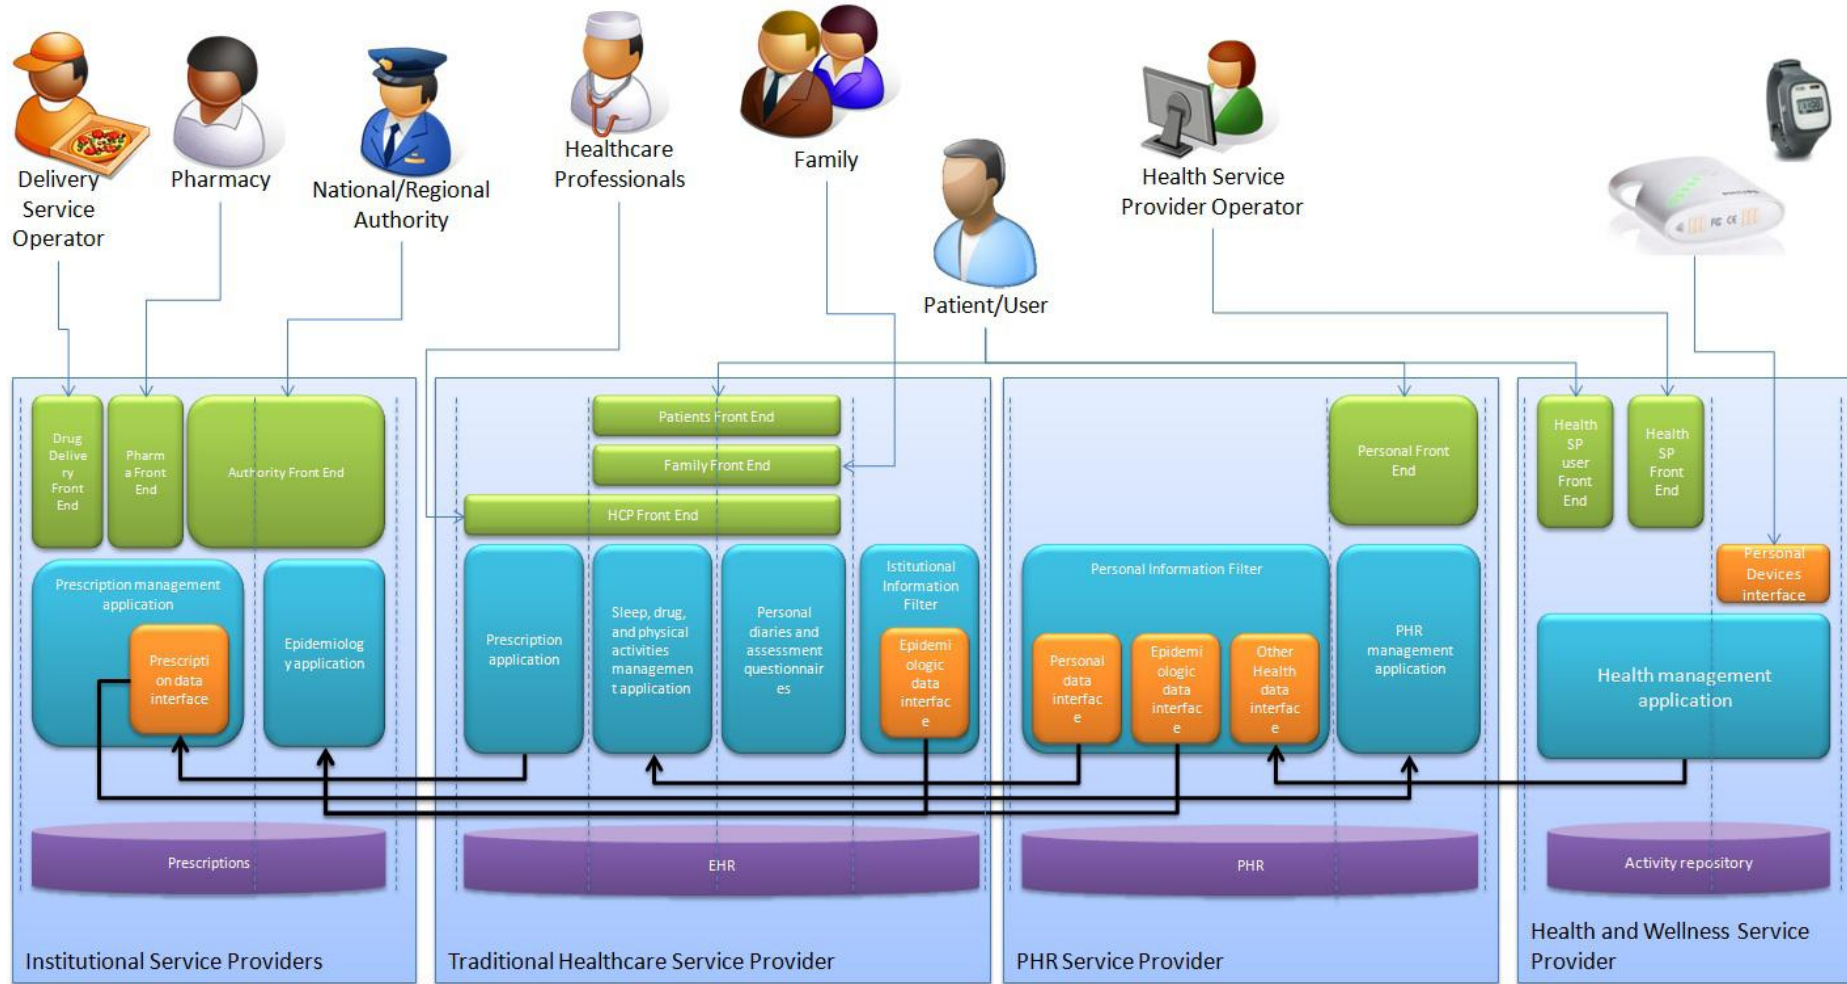 Delivery
Service
Operator
Pharmacy
National/Regional
Authority
Healthcare
Professionals
Family
Patient/User
Health Service
Provider Operator
FC CE
Drug
Delive
ry
Front
End
Pharm
a Front
End
Authority Front End
Patients Front End
Family Front End
HCP Front End
Personal Front
End
Health
SP
user
Front
End
Health
SP
Front
End
Prescription management
application
Prescripti
on data
interface
Epidemiolog
y application
Prescription
application
Sleep, drug,
and physical
activities
managemen
t application
Personal
diaries and
assessment
questionnair
es
Istitutional
Information
Filter
Epidemi
ologic
data
interfac
e
Personal Information Filter
Personal
data
interfac
e
Epidemi
ologic
data
interfac
e
Other
Health
data
interfac
e
PHR
management
application
Personal
Devices
interface
Health management
application
Prescriptions
EHR
PHR
Activity repository
Institutional Service Providers
Traditional Healthcare Service Provider
PHR Service Provider
Health and Wellness Service
Provider